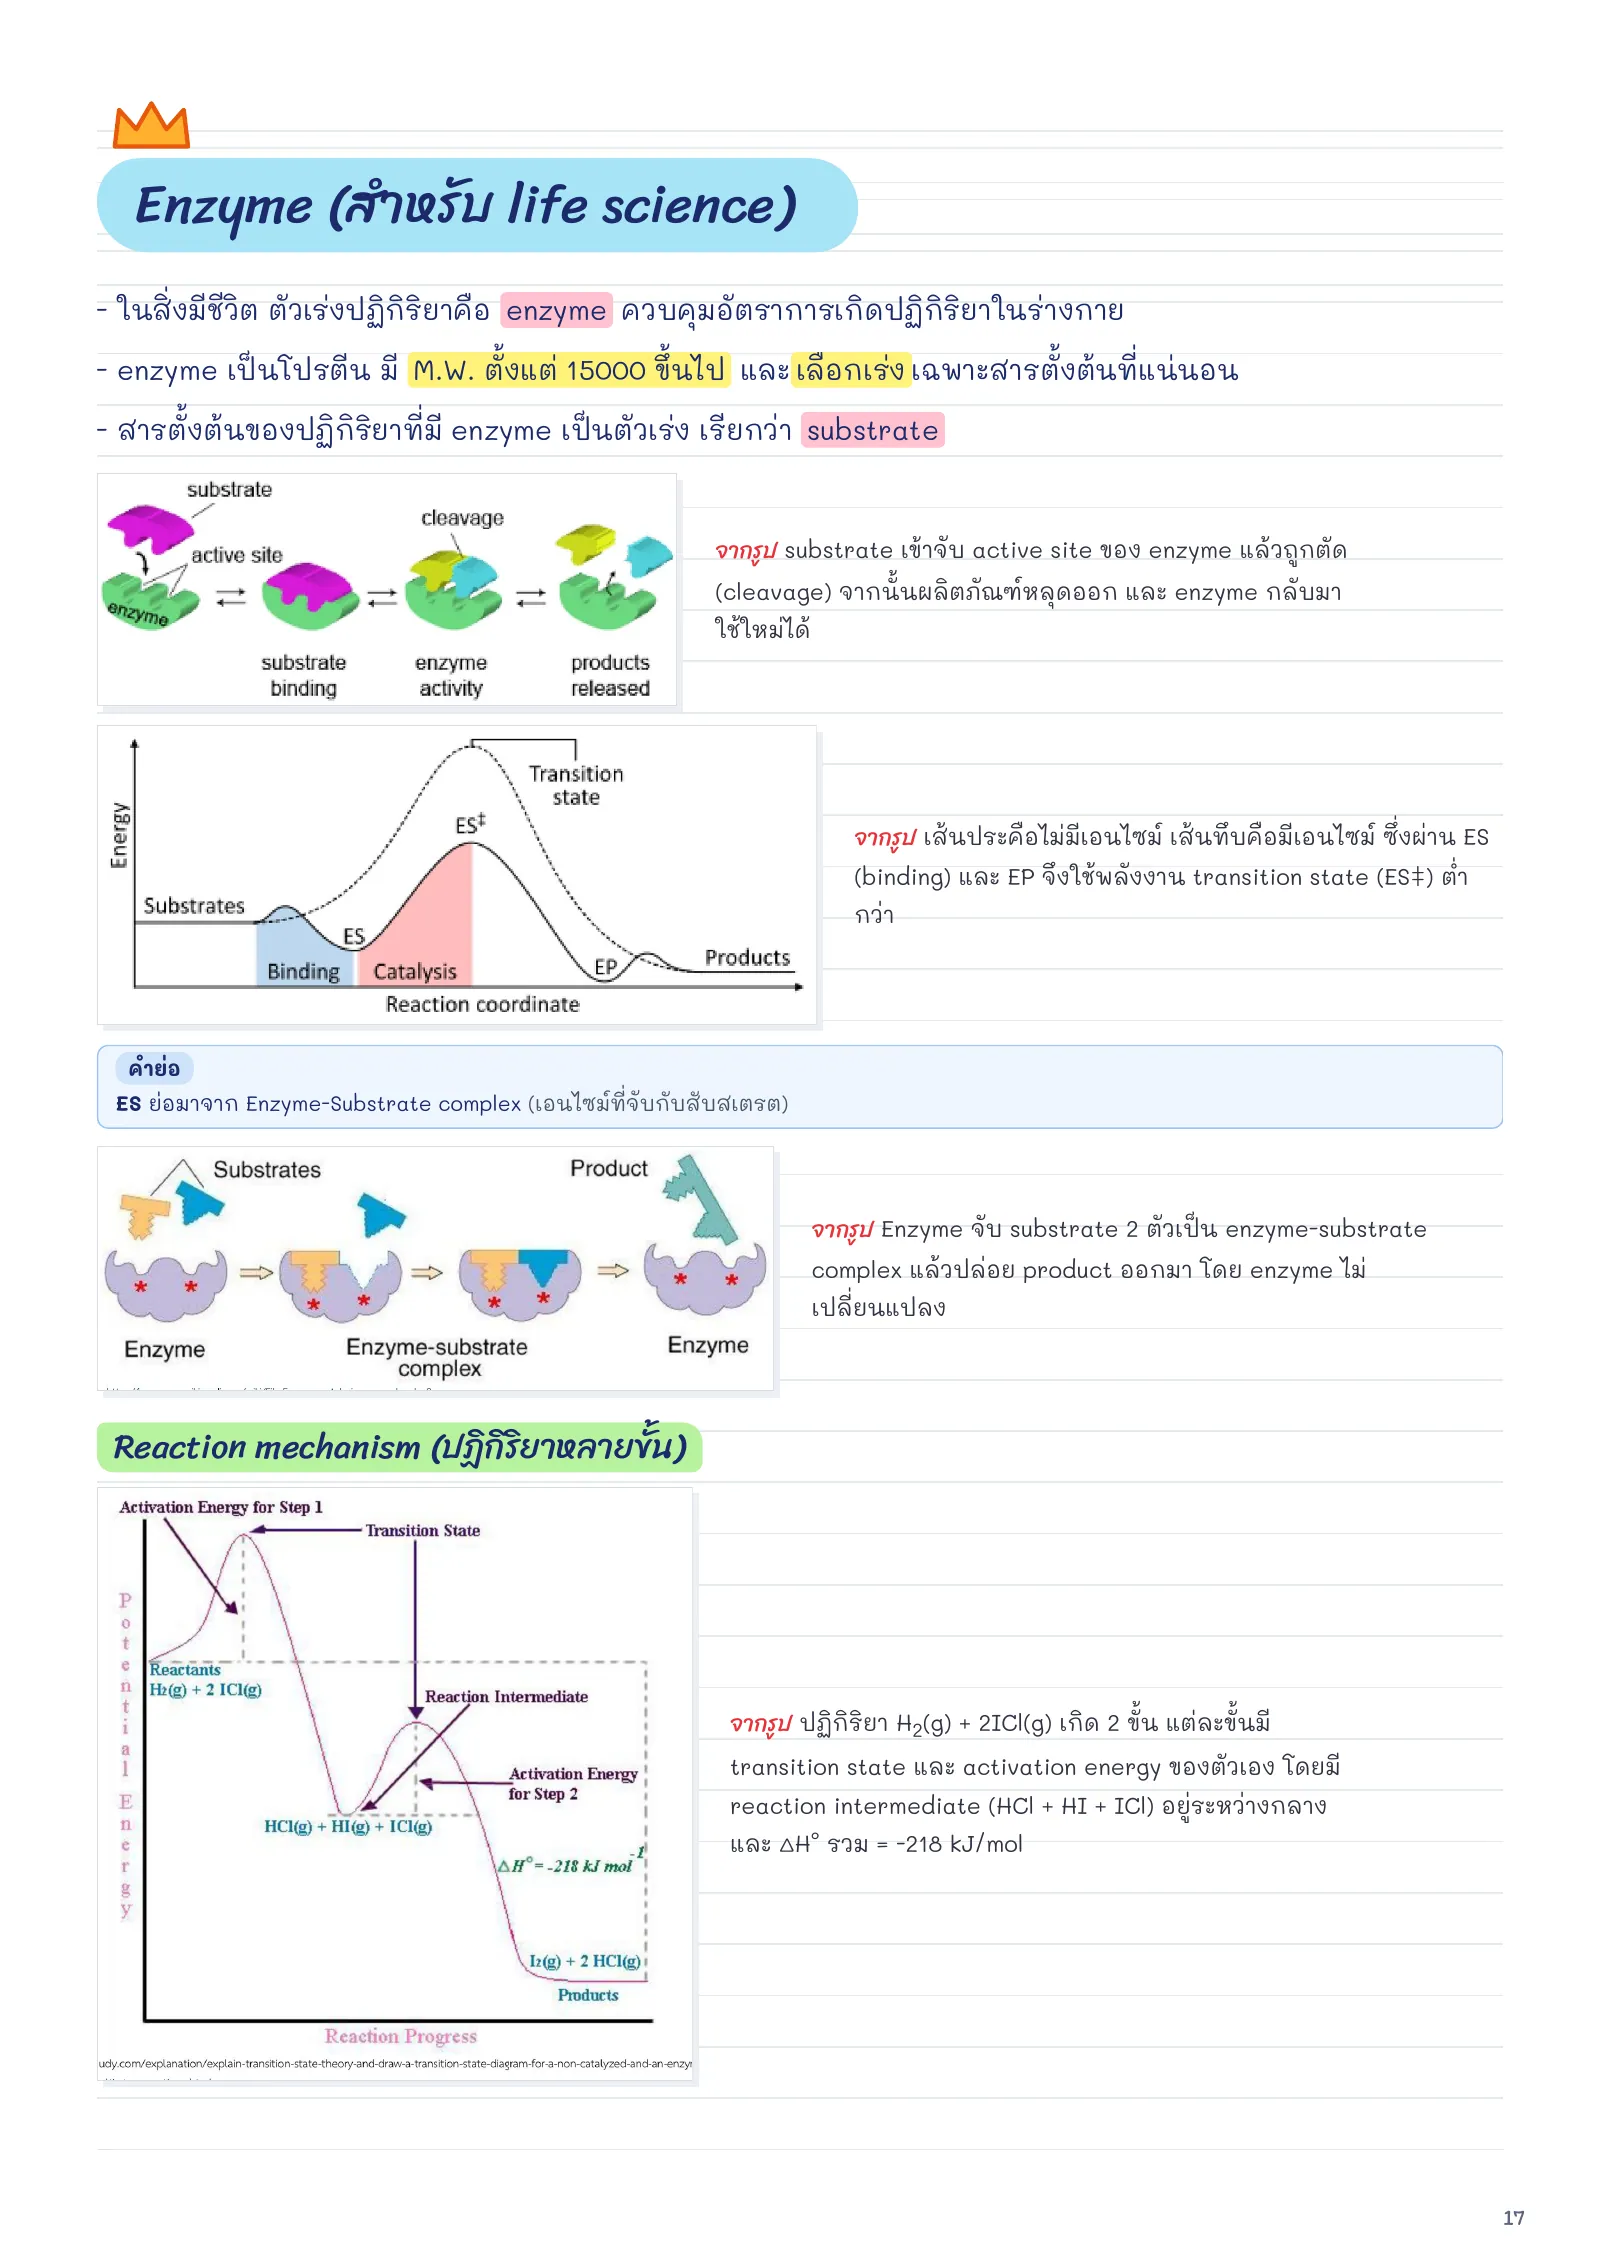 Enzyme (สำหรับ life science)
- ในสิ่งมีชีวิต ตัวเร่งปฏิกิริยาคือ enzyme ควบคุมอัตราการเกิดปฏิกิริยาในร่างกาย
- enzyme เป็นโปรตีน มี M.W. ตั้งแต่ 15000 ขึ้นไป และเลือกเร่งเฉพาะสารตั้งต้นที่แน่นอน
- สารตั้งต้นของปฏิกิริยาที่มี enzyme เป็นตัวเร่ง เรียกว่า substrate
substrate
cleavage
active site
enzyme
substrate binding
enzyme activity
products released
จากรูป substrate เข้าจับ active site ของ enzyme แล้วถูกตัด
(cleavage) จากนั้นผลิตภัณฑ์หลุดออก และ enzyme กลับมา
ใช้ใหม่ได้
Energy
Transition
state
ES‡
Substrates
ES
Binding
Catalysis
EP
Products
Reaction coordinate
จากรูป เส้นประคือไม่มีเอนไซม์ เส้นทึบคือมีเอนไซม์ ซึ่งผ่าน ES
(binding) และ EP จึงใช้พลังงาน transition state (ES‡) ต่ำ
กว่า
คำย่อ
ES ย่อมาจาก Enzyme-Substrate complex (เอนไซม์ที่จับกับสับสเตรต)
Substrates
Product
Enzyme
Enzyme-substrate
complex
Enzyme
จากรูป Enzyme จับ substrate 2 ตัวเป็น enzyme-substrate
complex แล้วปล่อย product ออกมา โดย enzyme ไม่
เปลี่ยนแปลง
Reaction mechanism (ปฏิกิริยาหลายขั้น)
Activation Energy for Step 1
Transition State
Potential Energy
Reactants
H2(g) + 2 ICl(g)
Reaction Intermediate
Activation Energy
for Step 2
HCl(g) + HI(g) + ICl(g)
△H°= -218 kJ mol-1
I2(g) + 2 HCl(g)
Products
Reaction Progress
udy.com/explanation/explain-transition-state-theory-and-draw-a-transition-state-diagram-for-a-non-catalyzed-and-an-enzy
จากรูป ปฏิกิริยา H2(g) + 2ICl(g) เกิด 2 ขั้น แต่ละขั้นมี
transition state และ activation energy ของตัวเอง โดยมี
reaction intermediate (HCl + HI + ICl) อยู่ระหว่างกลาง
และ △H° รวม = -218 kJ/mol
17